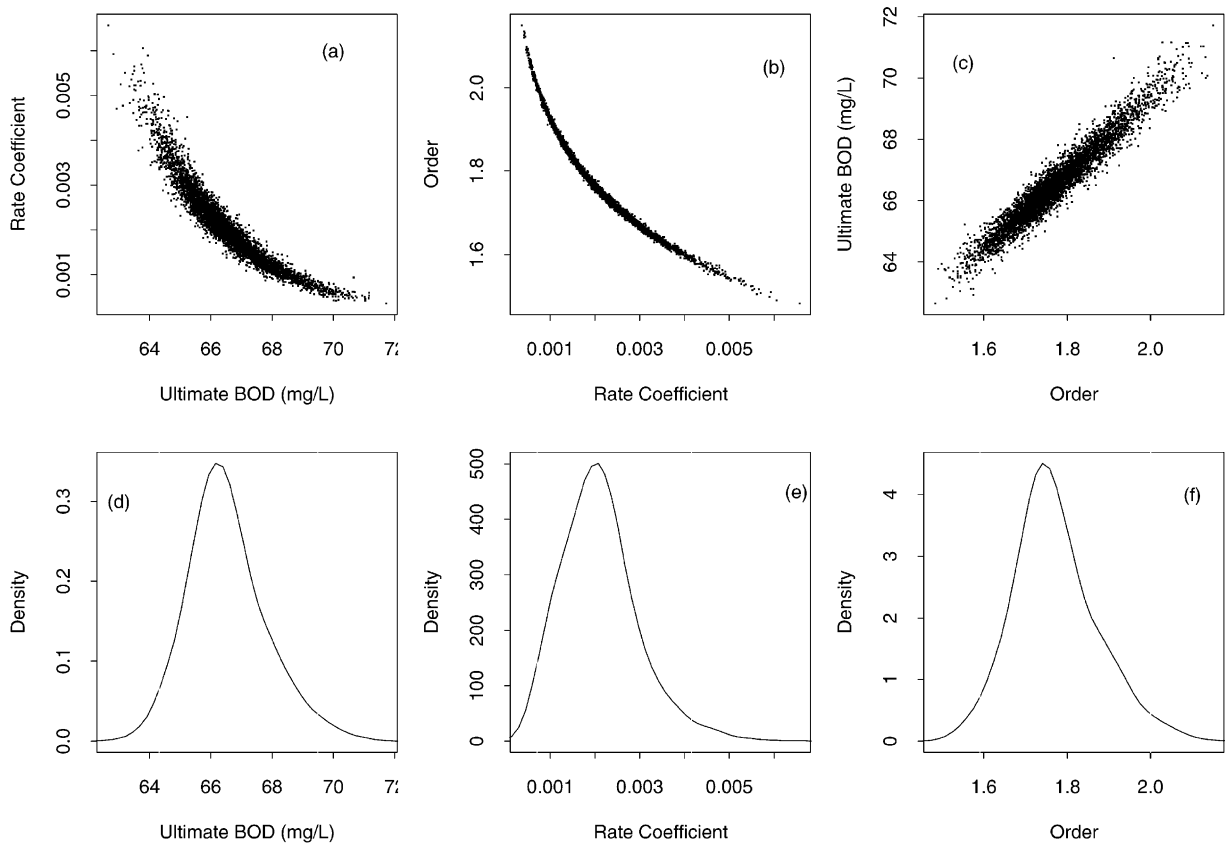 (a)
Rate Coefficient
0.005
0.003
0.001
64 66 68 70 72
Ultimate BOD (mg/L)
(b)
Order
2.0
1.8
1.6
0.001 0.003 0.005
Rate Coefficient
(c)
Ultimate BOD (mg/L)
72
70
68
66
64
1.6 1.8 2.0
Order
(d)
Density
0.3
0.2
0.1
0.0
64 66 68 70 72
Ultimate BOD (mg/L)
(e)
Density
500
400
300
200
100
0
0.001 0.003 0.005
Rate Coefficient
(f)
Density
4
3
2
1
0
1.6 1.8 2.0
Order